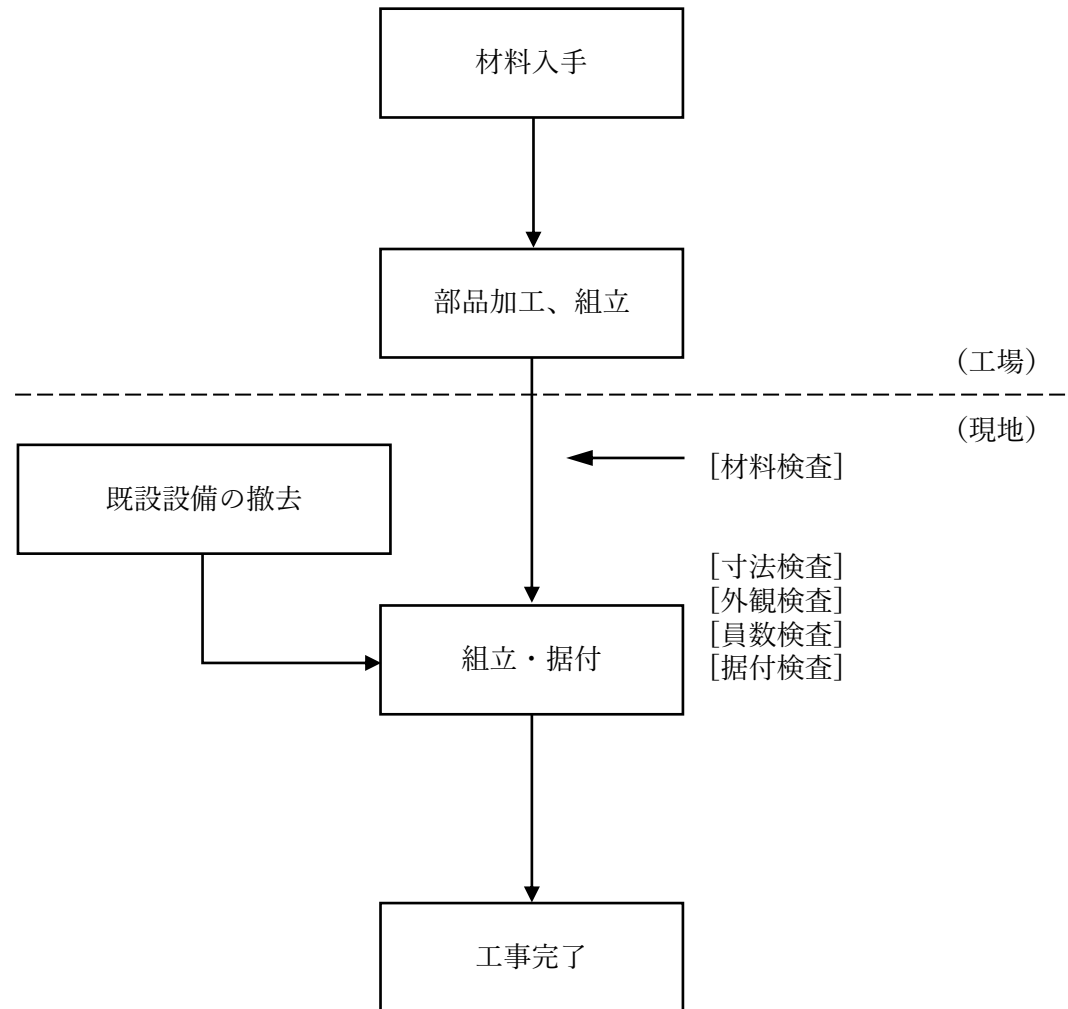 材料入手
部品加工、組立
（工場）
（現地）
［材料検査］
既設設備の撤去
［寸法検査］
［外観検査］
［員数検査］
［据付検査］
組立・据付
工事完了